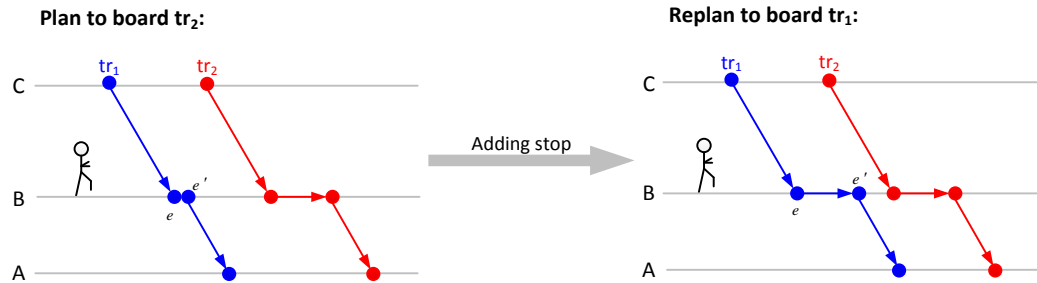 Plan to board tr₂:
tr₁ tr₂
C
e'
B
e
A
Adding stop
Replan to board tr₁:
tr₁ tr₂
C
e'
B
e
A